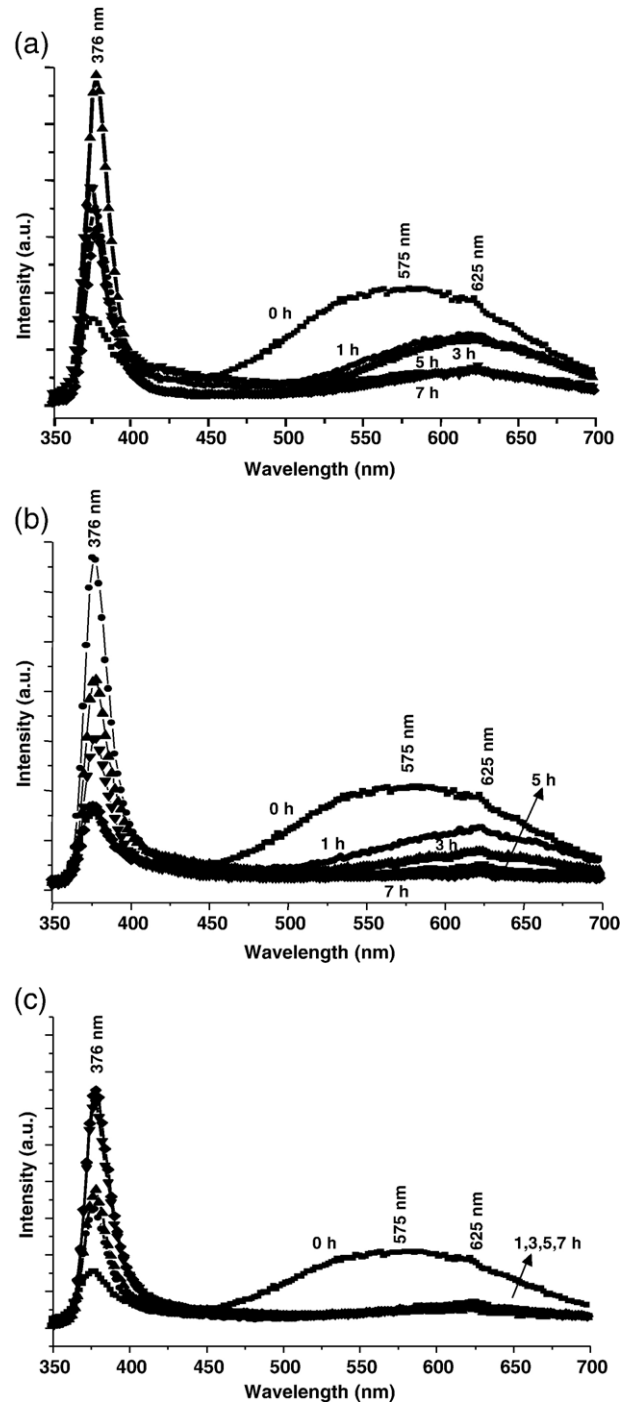 (a)
376 nm
Intensity (a.u.)
0 h
575 nm
625 nm
1 h
5 h
3 h
7 h
350 400 450 500 550 600 650 700
Wavelength (nm)
(b)
376 nm
Intensity (a.u.)
0 h
575 nm
625 nm
5 h
1 h
3 h
7 h
350 400 450 500 550 600 650 700
Wavelength (nm)
(c)
376 nm
Intensity (a.u.)
0 h
575 nm
625 nm
1,3,5,7 h
350 400 450 500 550 600 650 700
Wavelength (nm)